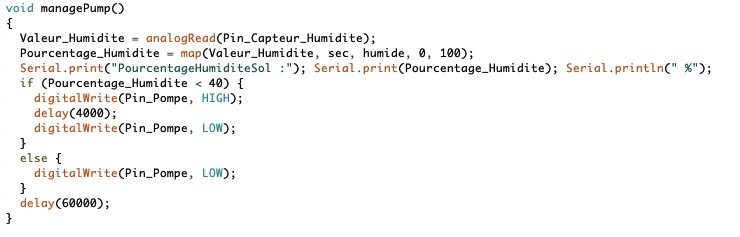 void managePump()
{
  Valeur_Humidite = analogRead(Pin_Capteur_Humidite);
  Pourcentage_Humidite = map(Valeur_Humidite, sec, humide, 0, 100);
  Serial.print("PourcentageHumiditeSol :"); Serial.print(Pourcentage_Humidite); Serial.println(" %");
  if (Pourcentage_Humidite < 40) {
    digitalWrite(Pin_Pompe, HIGH);
    delay(4000);
    digitalWrite(Pin_Pompe, LOW);
  }
  else {
    digitalWrite(Pin_Pompe, LOW);
  }
  delay(60000);
}